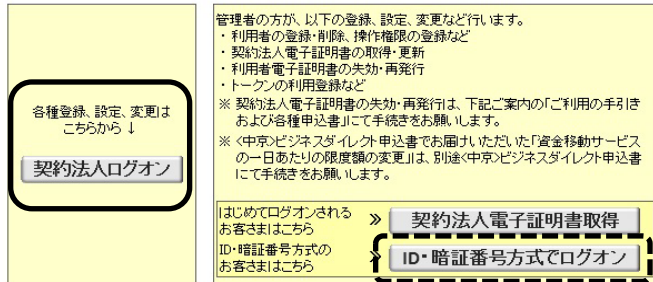 各種登録、設定、変更は
こちらから ↓
契約法人ログオン
管理者の方が、以下の登録、設定、変更など行います。
・利用者の登録・削除、操作権限の登録など
・契約法人電子証明書の取得・更新
・利用者電子証明書の失効・再発行
・トークンの利用登録など
※ 契約法人電子証明書の失効・再発行は、下記ご案内の「ご利用の手引き
および各種申込書」にて手続きをお願いします。
※ 〈中京〉ビジネスダイレクト申込書でお届けいただいた「資金移動サービス
の一日あたりの限度額の変更」は、別途〈中京〉ビジネスダイレクト申込書
にて手続きをお願いします。
はじめてログオンされる
お客さまはこちら
» 契約法人電子証明書取得
ID・暗証番号方式の
お客さまはこちら
» ID・暗証番号方式でログオン